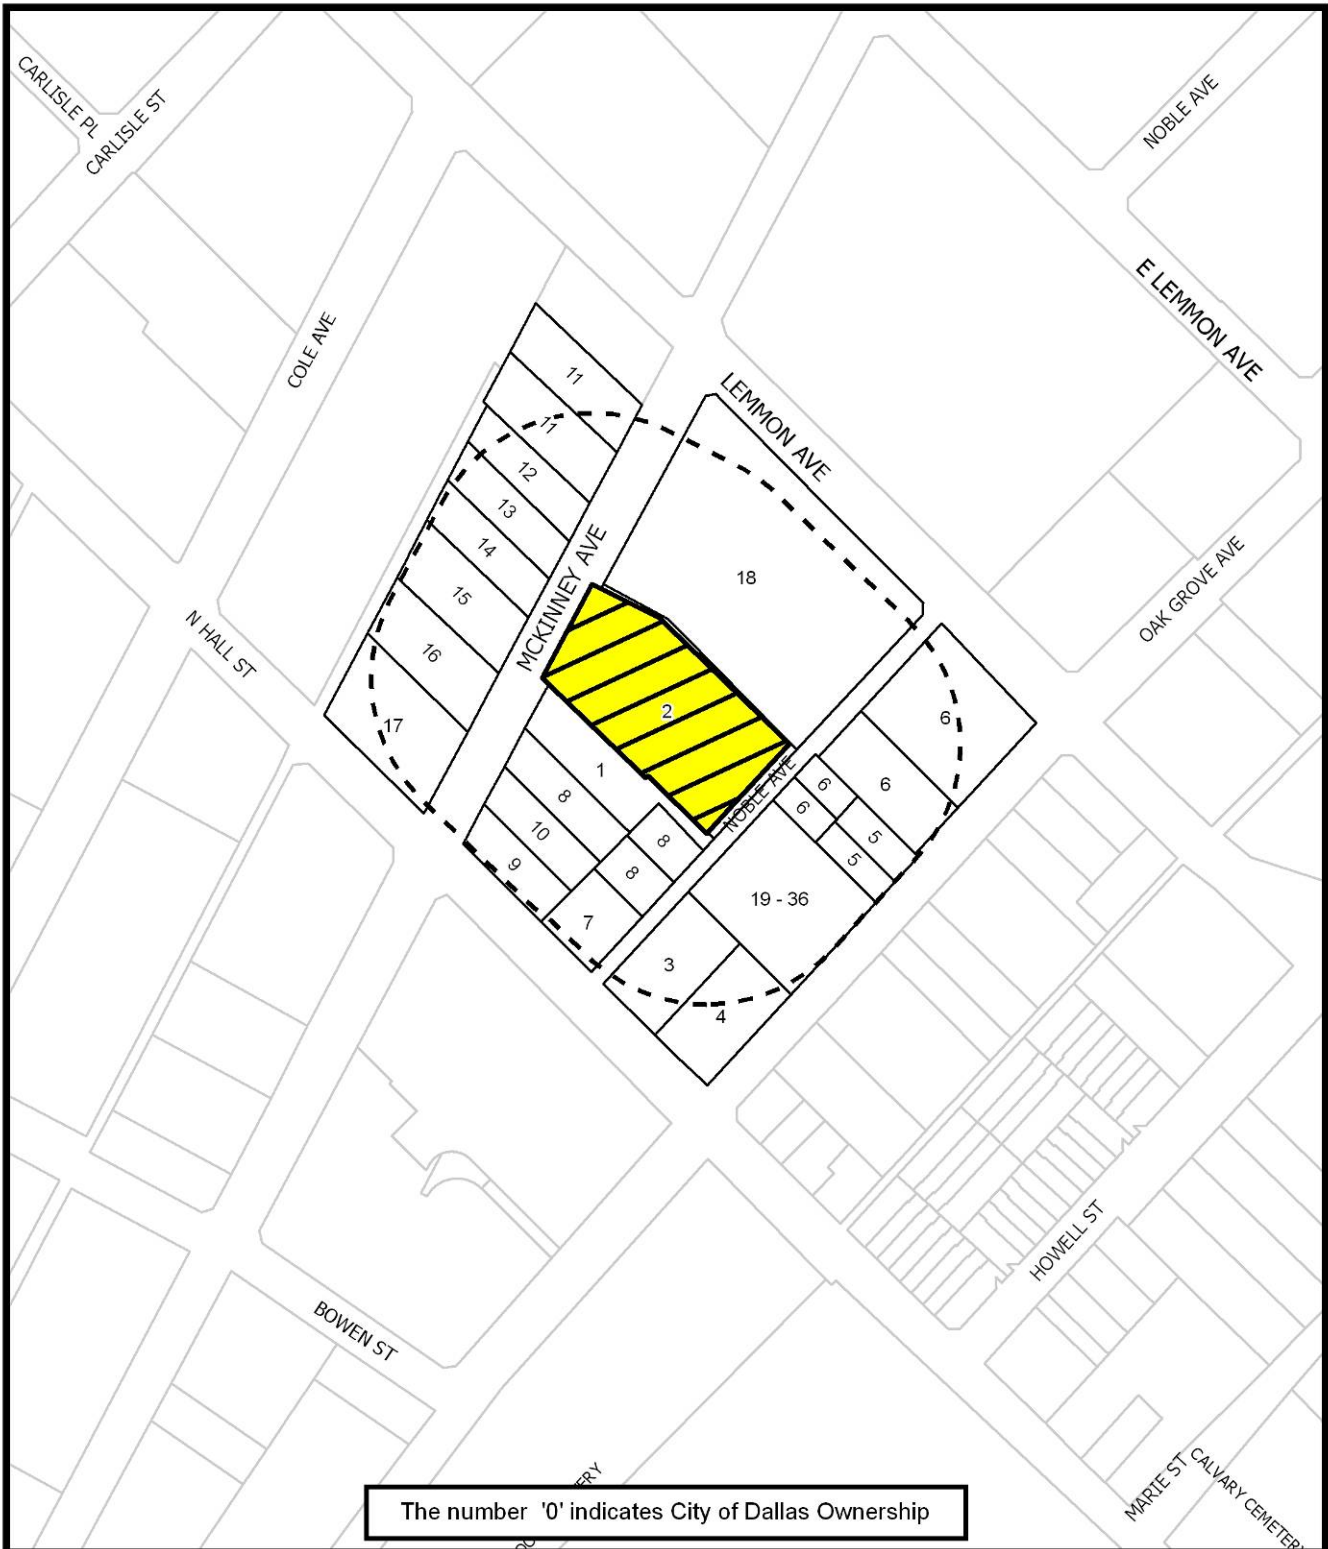 CARLISLE PL
CARLISLE ST
NOBLE AVE
E LEMMON AVE
COLE AVE
LEMMON AVE
11
11
12
13
14
15
16
17
MCKINNEY AVE
18
OAK GROVE AVE
N HALL ST
2
NOBLE AVE
1
8
10
9
8
8
7
6
6
6
6
5
5
19 - 36
3
4
HOWELL ST
BOWEN ST
MARIE ST
CALVARY CEMETERY
The number '0' indicates City of Dallas Ownership